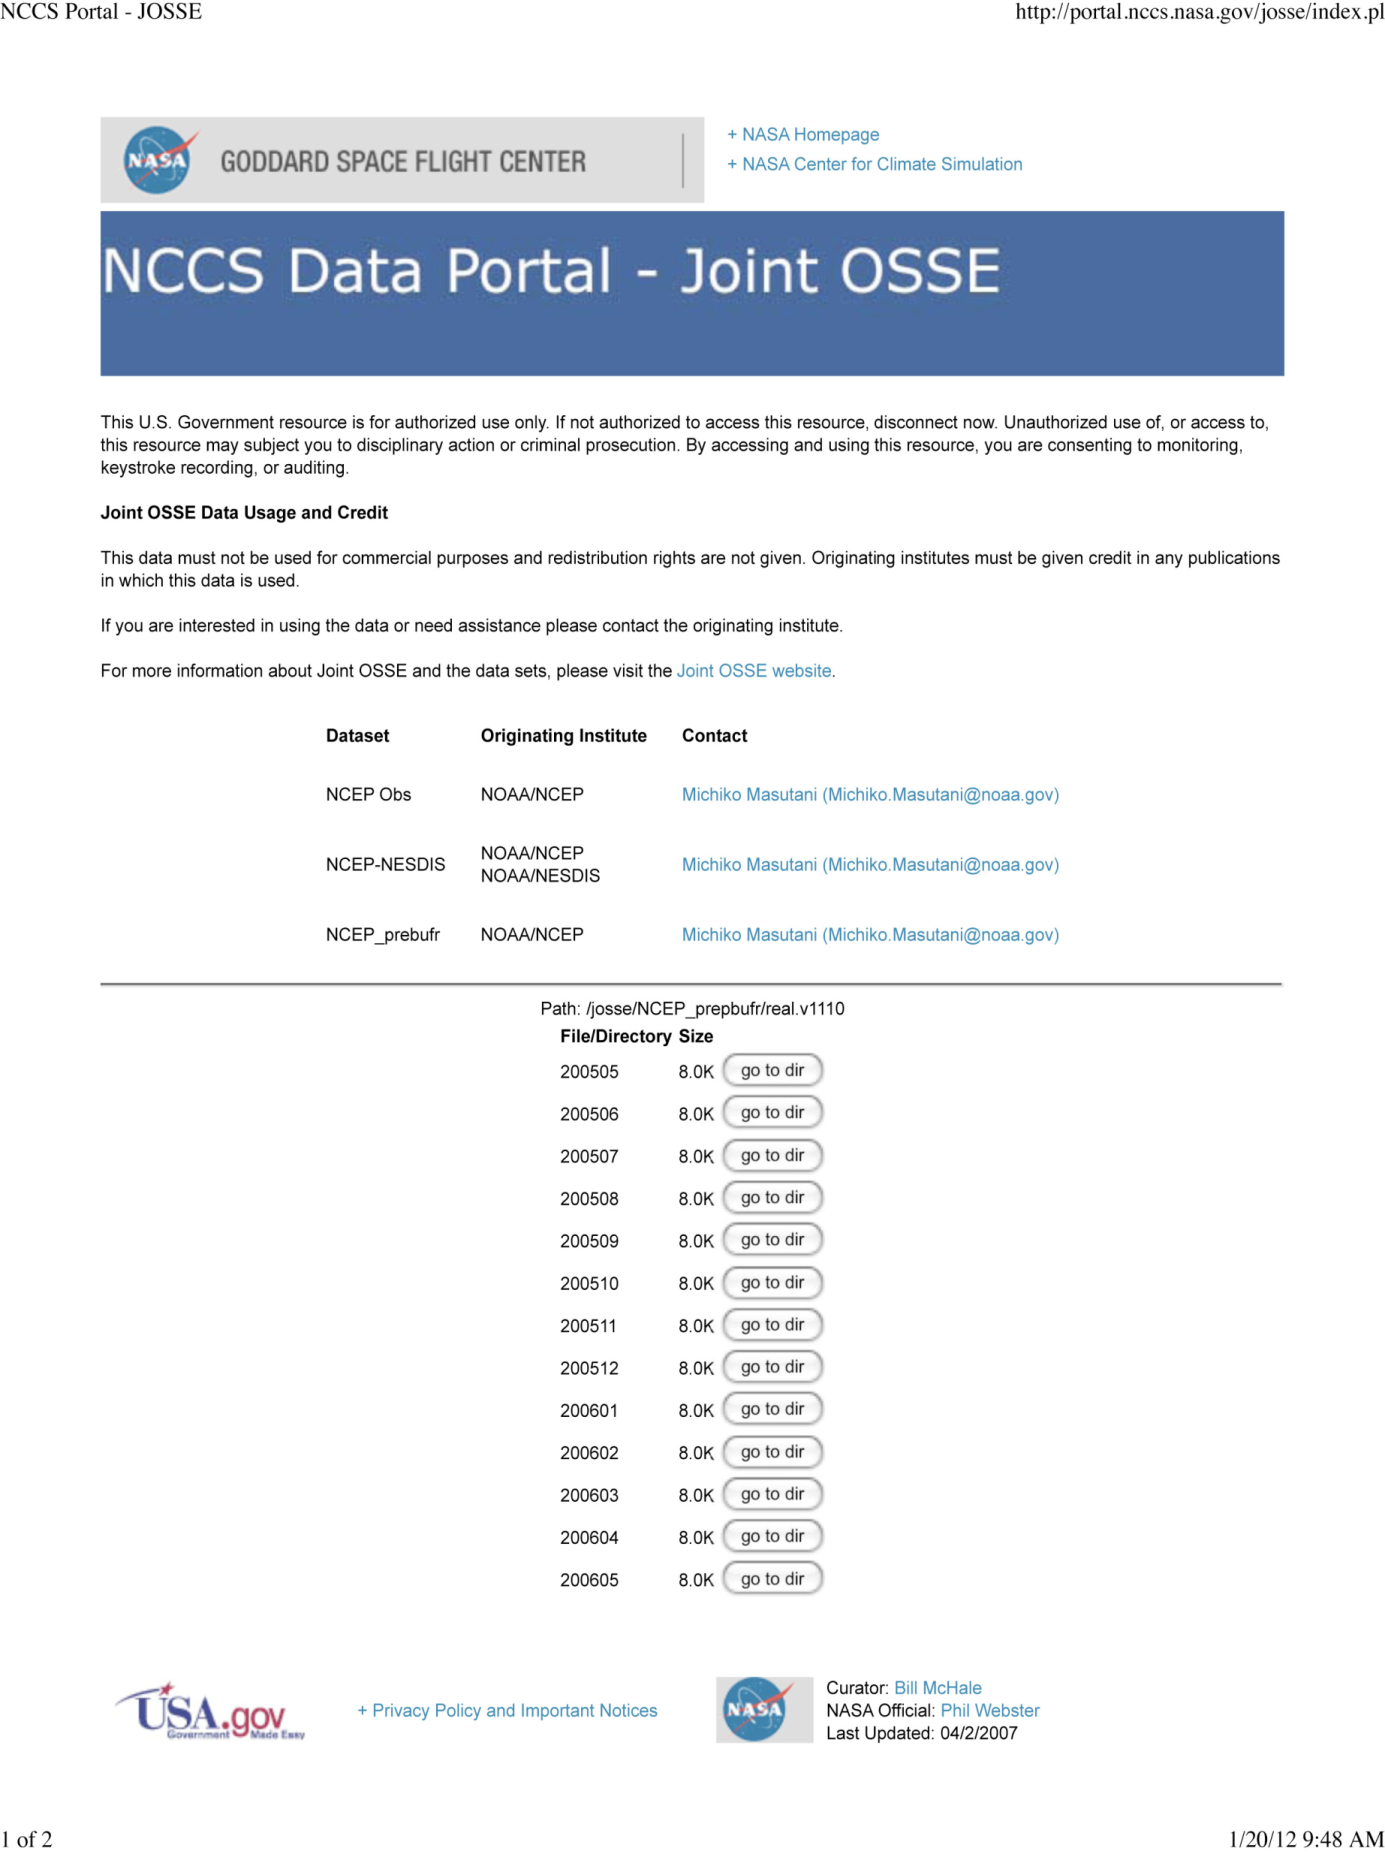 NCCS Portal - JOSSE http://portal.nccs.nasa.gov/josse/index.pl
NASA GODDARD SPACE FLIGHT CENTER
+ NASA Homepage
+ NASA Center for Climate Simulation
NCCS Data Portal - Joint OSSE
This U.S. Government resource is for authorized use only. If not authorized to access this resource, disconnect now. Unauthorized use of, or access to,
this resource may subject you to disciplinary action or criminal prosecution. By accessing and using this resource, you are consenting to monitoring,
keystroke recording, or auditing.
Joint OSSE Data Usage and Credit
This data must not be used for commercial purposes and redistribution rights are not given. Originating institutes must be given credit in any publications
in which this data is used.
If you are interested in using the data or need assistance please contact the originating institute.
For more information about Joint OSSE and the data sets, please visit the Joint OSSE website.
Dataset Originating Institute Contact
NCEP Obs NOAA/NCEP Michiko Masutani (Michiko.Masutani@noaa.gov)
NCEP-NESDIS NOAA/NCEP NOAA/NESDIS Michiko Masutani (Michiko.Masutani@noaa.gov)
NCEP_prebufr NOAA/NCEP Michiko Masutani (Michiko.Masutani@noaa.gov)
Path: /josse/NCEP_prepbufr/real.v1110
File/Directory Size
200505 8.0K go to dir
200506 8.0K go to dir
200507 8.0K go to dir
200508 8.0K go to dir
200509 8.0K go to dir
200510 8.0K go to dir
200511 8.0K go to dir
200512 8.0K go to dir
200601 8.0K go to dir
200602 8.0K go to dir
200603 8.0K go to dir
200604 8.0K go to dir
200605 8.0K go to dir
USA.gov
Government Made Easy
+ Privacy Policy and Important Notices
NASA
Curator: Bill McHale
NASA Official: Phil Webster
Last Updated: 04/2/2007
1 of 2 1/20/12 9:48 AM